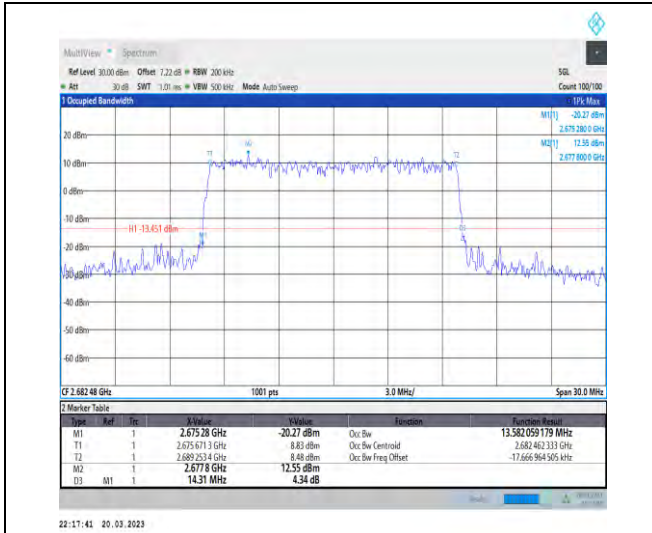 MultiView Spectrum
Ref Level 30.00 dBm Offset 7.22 dB RBW 200 kHz SGL
Att 30 dB SWT 1.01 ms VBW 500 kHz Mode Auto Sweep Count 100/100
1 Occupied Bandwidth 1Pk Max
M1[1] -20.27 dBm
2.675 280 0 GHz
20 dBm
M2[1] 12.55 dBm
2.677 800 0 GHz
M2
T1
T2
10 dBm
0 dBm
-10 dBm
H1 -13.451 dBm
-20 dBm
-30 dBm
-40 dBm
-50 dBm
-60 dBm
CF 2.682 48 GHz 1001 pts 3.0 MHz/ Span 30.0 MHz
2 Marker Table
Type Ref Trc X-Value Y-Value Function Function Result
M1 1 2.675 28 GHz -20.27 dBm Occ Bw 13.582 059 179 MHz
T1 1 2.675 671 3 GHz 8.83 dBm Occ Bw Centroid 2.682 462 333 GHz
T2 1 2.689 253 4 GHz 8.48 dBm Occ Bw Freq Offset -17.666 964 505 kHz
M2 1 2.677 8 GHz 12.55 dBm
D3 M1 1 14.31 MHz 4.34 dB
22:17:41 20.03.2023